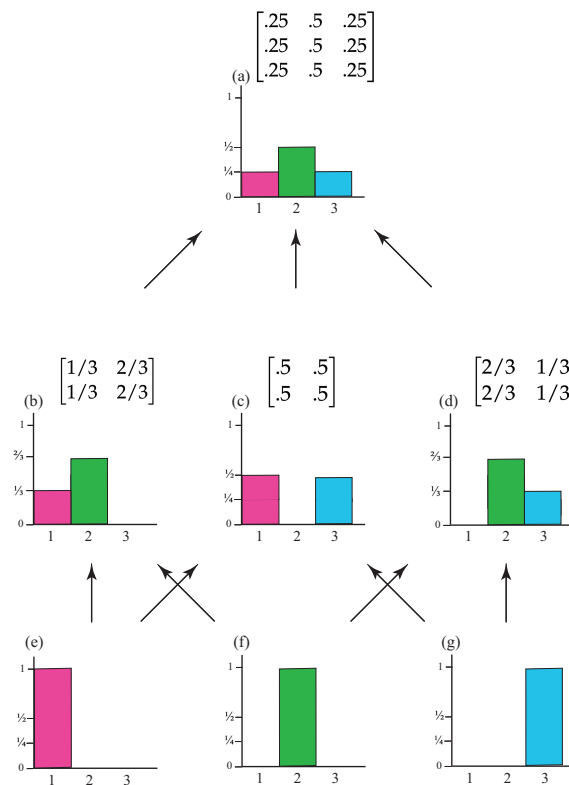 .25 .5 .25
.25 .5 .25
.25 .5 .25
(a)
1
½
¼
0
1 2 3
1/3 2/3
1/3 2/3
.5 .5
.5 .5
2/3 1/3
2/3 1/3
(b) (c) (d)
1 1 1
⅔ ½ ⅔
⅓ ¼ ⅓
0 0 0
1 2 3 1 2 3 1 2 3
(e) (f) (g)
1 1 1
½ ½ ½
¼ ¼ ¼
0 0 0
1 2 3 1 2 3 1 2 3